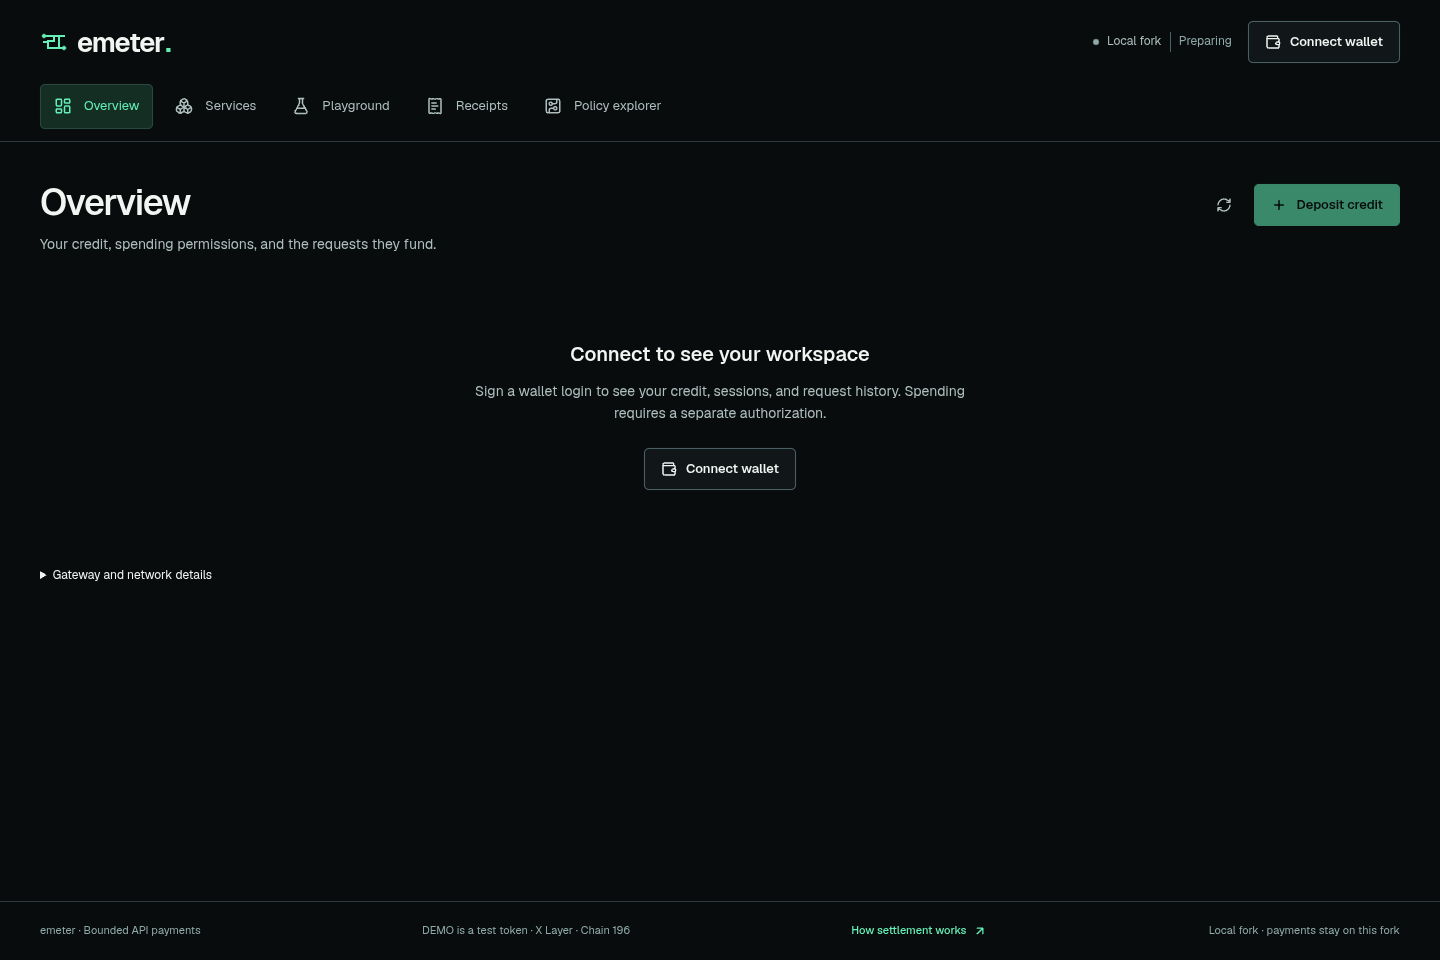 emeter.
Local fork
Preparing
Connect wallet
Overview
Services
Playground
Receipts
Policy explorer
Overview
Deposit credit
Your credit, spending permissions, and the requests they fund.
Connect to see your workspace
Sign a wallet login to see your credit, sessions, and request history. Spending
requires a separate authorization.
Connect wallet
Gateway and network details
emeter · Bounded API payments
DEMO is a test token · X Layer · Chain 196
How settlement works
Local fork · payments stay on this fork